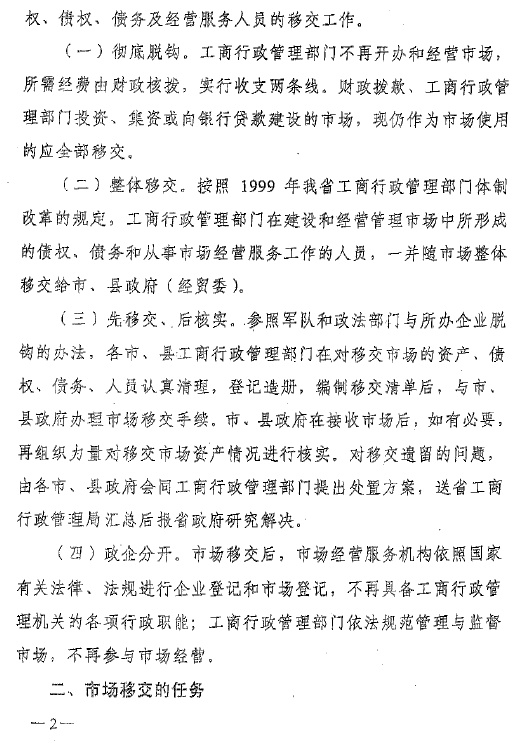 权、债权、债务及经营服务人员的移交工作。
（一）彻底脱钩。工商行政管理部门不再开办和经营市场，
所需经费由财政核拨，实行收支两条线。财政拨款、工商行政管
理部门投资、集资或向银行贷款建设的市场，现仍作为市场使用
的应全部移交。
（二）整体移交。按照 1999 年我省工商行政管理部门体制
改革的规定，工商行政管理部门在建设和经营管理市场中所形成
的债权、债务和从事市场经营服务工作的人员，一并随市场整体
移交给市、县政府（经贸委）。
（三）先移交、后核实。参照军队和政法部门与所办企业脱
钩的办法，各市、县工商行政管理部门在对移交市场的资产、债
权、债务、人员认真清理，登记造册，编制移交清单后，与市、
县政府办理市场移交手续。市、县政府在接收市场后，如有必要，
再组织力量对移交市场资产情况进行核实。对移交遗留的问题，
由各市、县政府会同工商行政管理部门提出处置方案，送省工商
行政管理局汇总后报省政府研究解决。
（四）政企分开。市场移交后，市场经营服务机构依照国家
有关法律、法规进行企业登记和市场登记，不再具备工商行政管
理机关的各项行政职能；工商行政管理部门依法规范管理与监督
市场，不再参与市场经营。
二、市场移交的任务
—2—